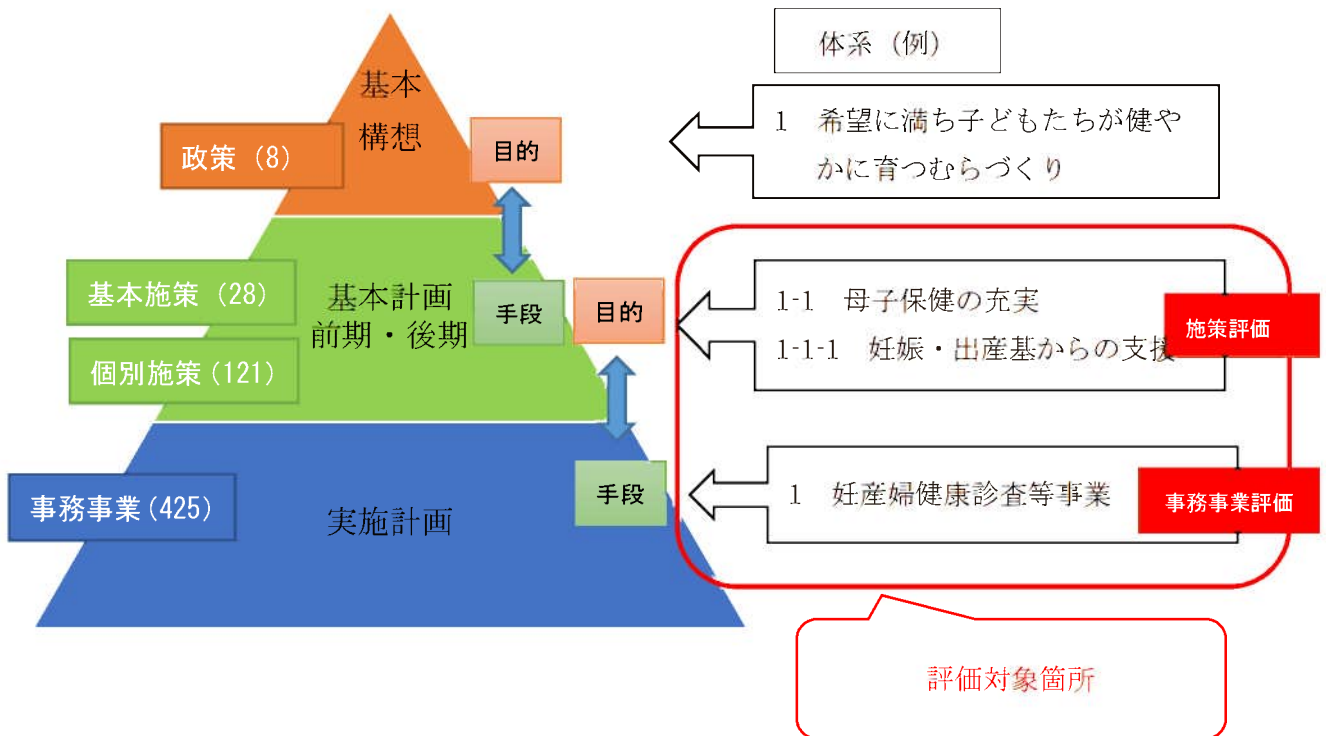 体系（例）
基本
構想
政策（8）
目的
1　希望に満ち子どもたちが健や
かに育つむらづくり
基本施策（28）
個別施策（121）
基本計画
前期・後期
手段
目的
1-1　母子保健の充実
1-1-1　妊娠・出産基からの支援
施策評価
事務事業（425）
実施計画
手段
1　妊産婦健康診査等事業
事務事業評価
評価対象箇所